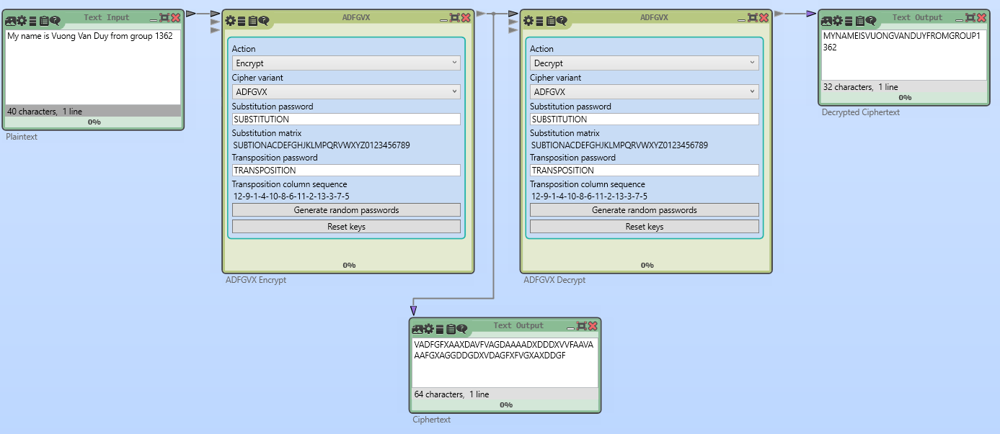 Text Input
My name is Vuong Van Duy from group 1362
40 characters, 1 line
0%
Plaintext
ADFGVX
Action
Encrypt
Cipher variant
ADFGVX
Substitution password
SUBSTITUTION
Substitution matrix
SUBTIONACDEFGHJKLMPQRVWXYZ0123456789
Transposition password
TRANSPOSITION
Transposition column sequence
12-9-1-4-10-8-6-11-2-13-3-7-5
Generate random passwords
Reset keys
0%
ADFGVX Encrypt
ADFGVX
Action
Decrypt
Cipher variant
ADFGVX
Substitution password
SUBSTITUTION
Substitution matrix
SUBTIONACDEFGHJKLMPQRVWXYZ0123456789
Transposition password
TRANSPOSITION
Transposition column sequence
12-9-1-4-10-8-6-11-2-13-3-7-5
Generate random passwords
Reset keys
0%
ADFGVX Decrypt
Text Output
MYNAMEISVUONGVANDUYFROMGROUP1
362
32 characters, 1 line
0%
Decrypted Ciphertext
Text Output
VADFGFXAAXDAVFVAGDAAAADXDDDXVVFAAVA
AAFGXAGGDDGDXVDAGFXFVGXAXDDGF
64 characters, 1 line
0%
Ciphertext